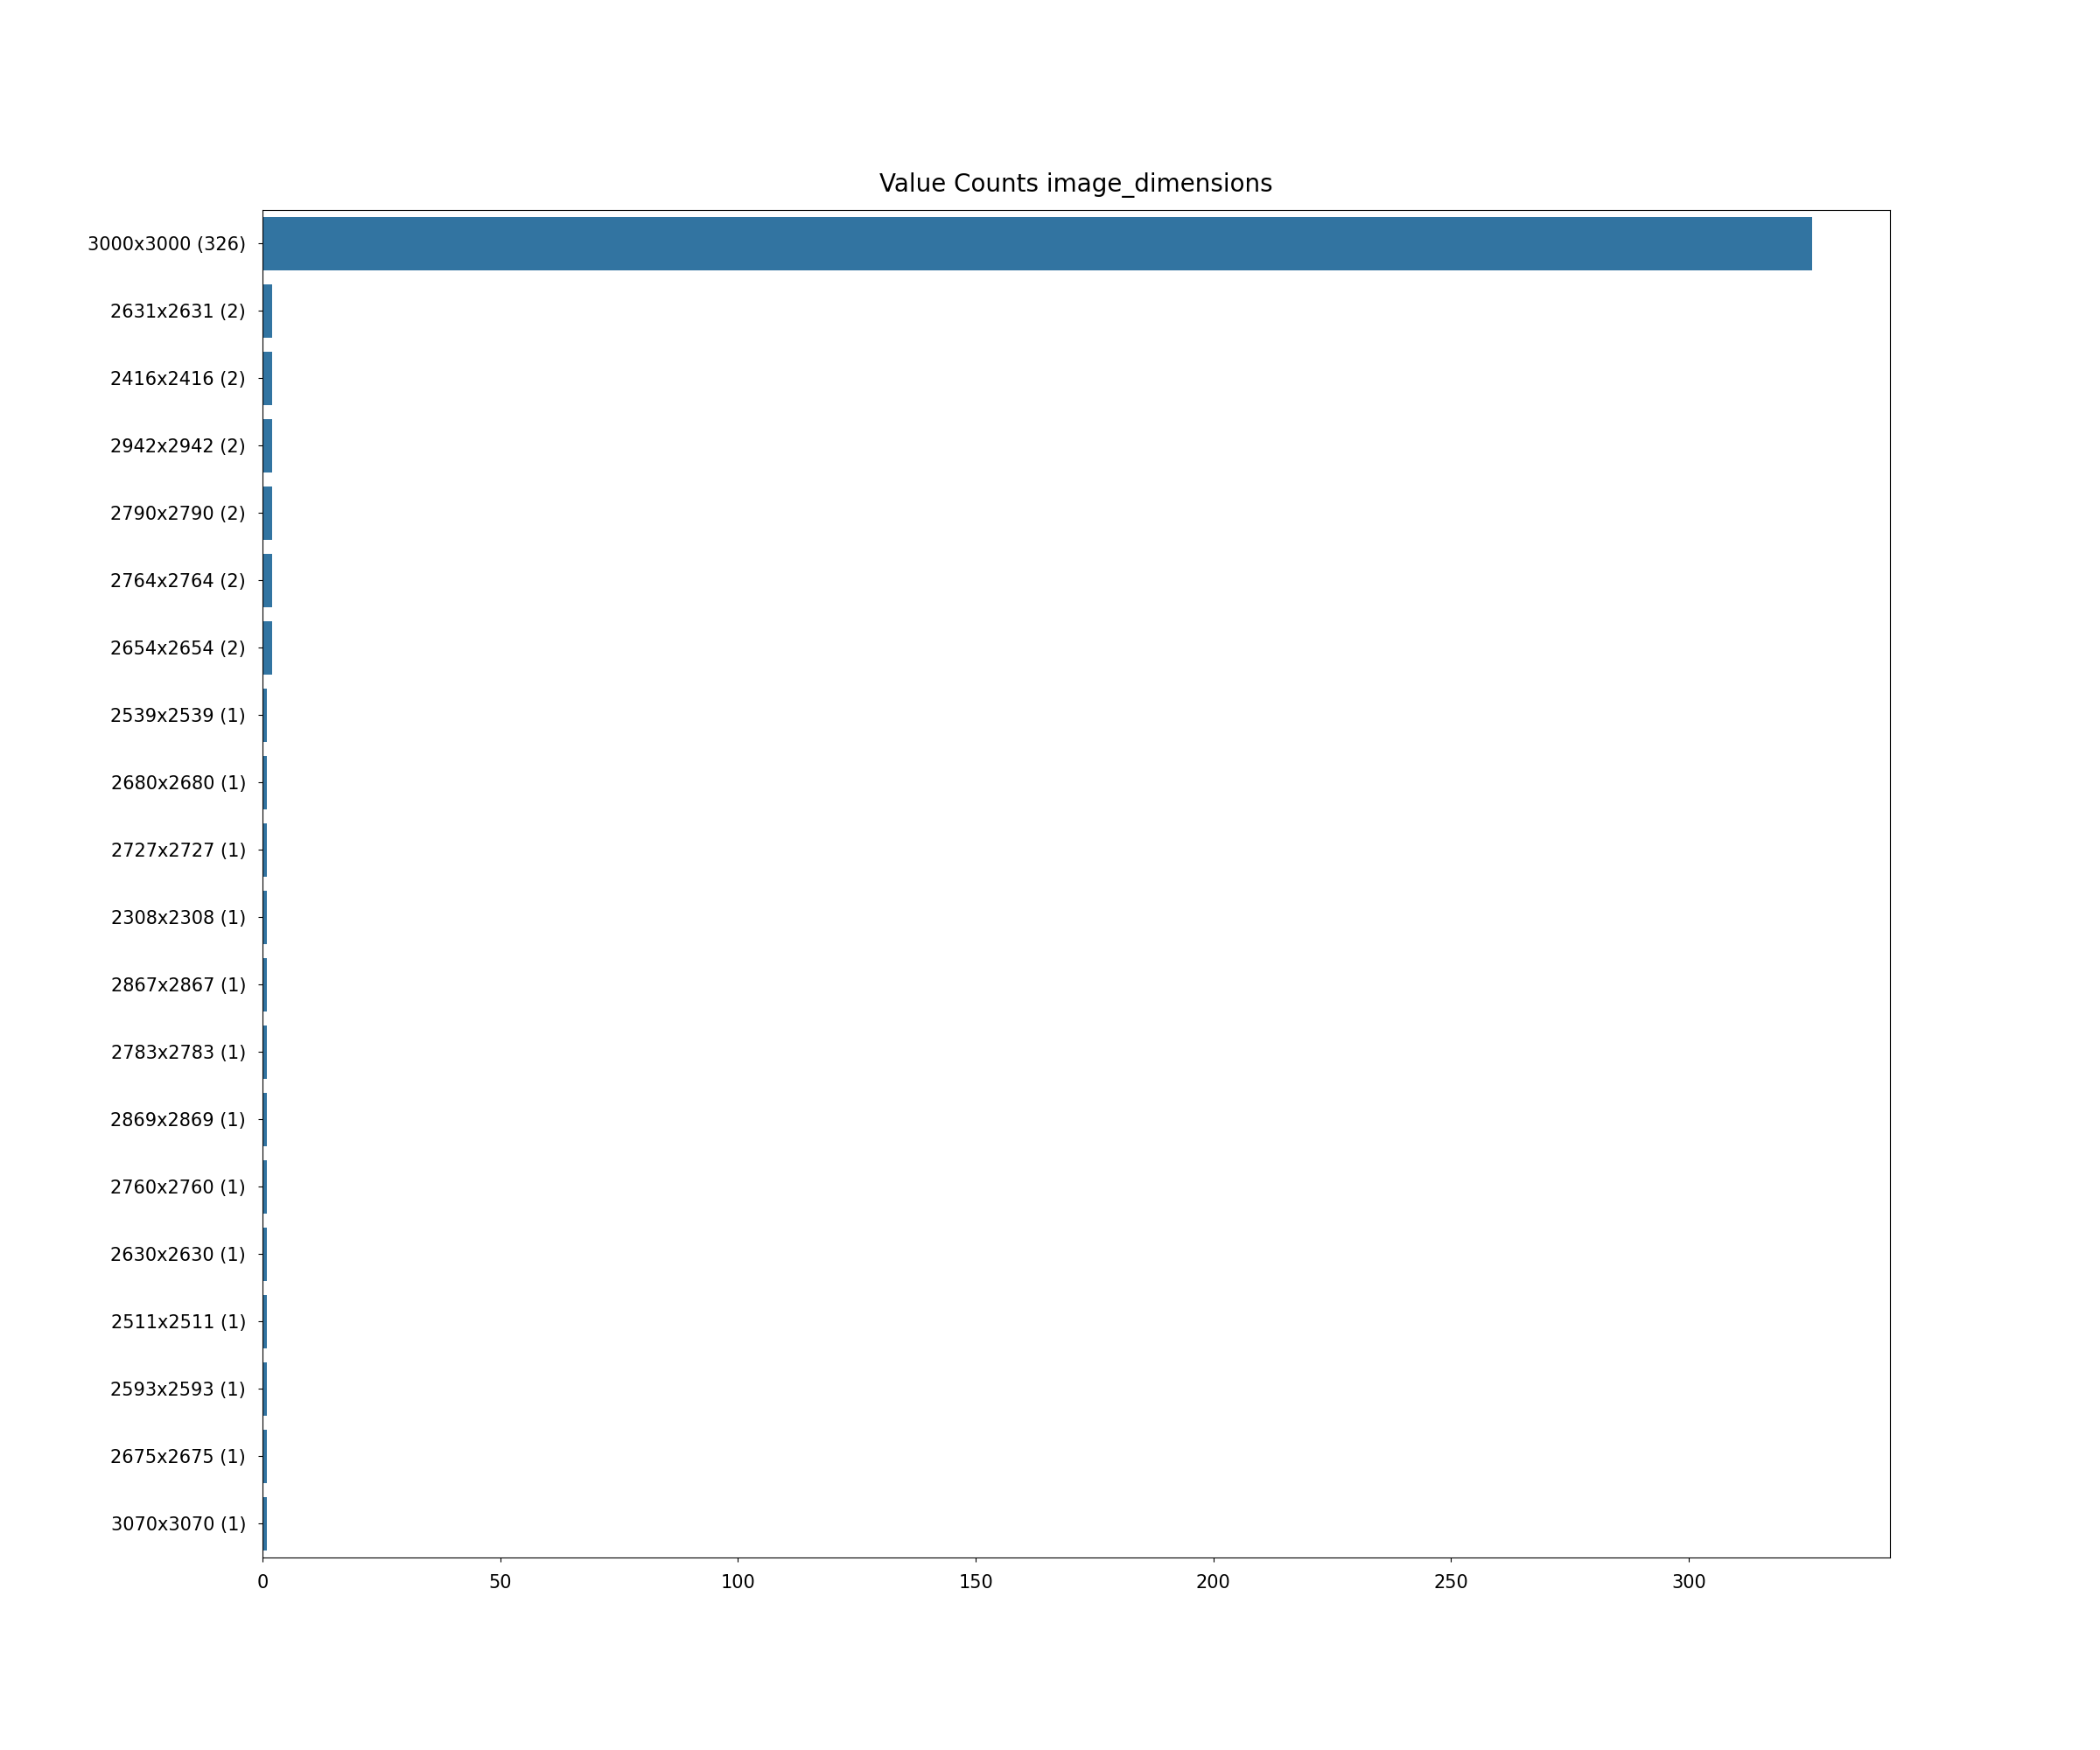 Value Counts image_dimensions
3000x3000 (326)
2631x2631 (2)
2416x2416 (2)
2942x2942 (2)
2790x2790 (2)
2764x2764 (2)
2654x2654 (2)
2539x2539 (1)
2680x2680 (1)
2727x2727 (1)
2308x2308 (1)
2867x2867 (1)
2783x2783 (1)
2869x2869 (1)
2760x2760 (1)
2630x2630 (1)
2511x2511 (1)
2593x2593 (1)
2675x2675 (1)
3070x3070 (1)
0 50 100 150 200 250 300